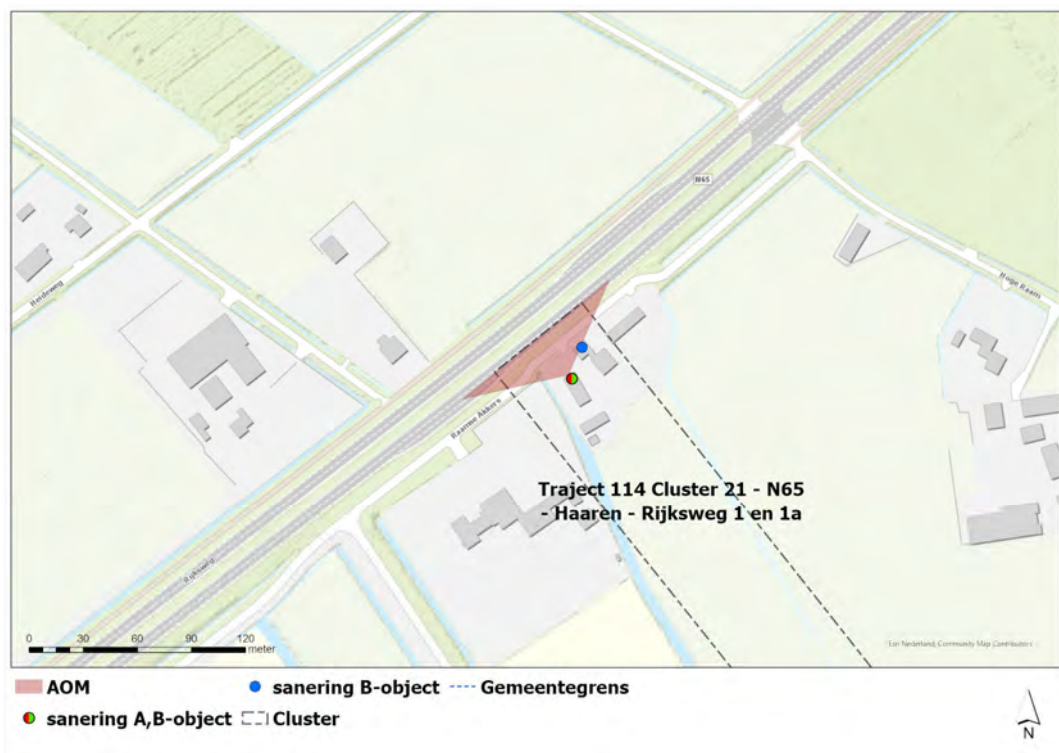 N65
Hoge Raam
Heideweg
Raamse Akkers
Traject 114 Cluster 21 - N65
- Haaren - Rijksweg 1 en 1a
Rijksweg
0 30 60 90 120
meter
Esri Nederland, Community Map Contributors
AOM
sanering B-object
Gemeentegrens
sanering A,B-object
Cluster
N